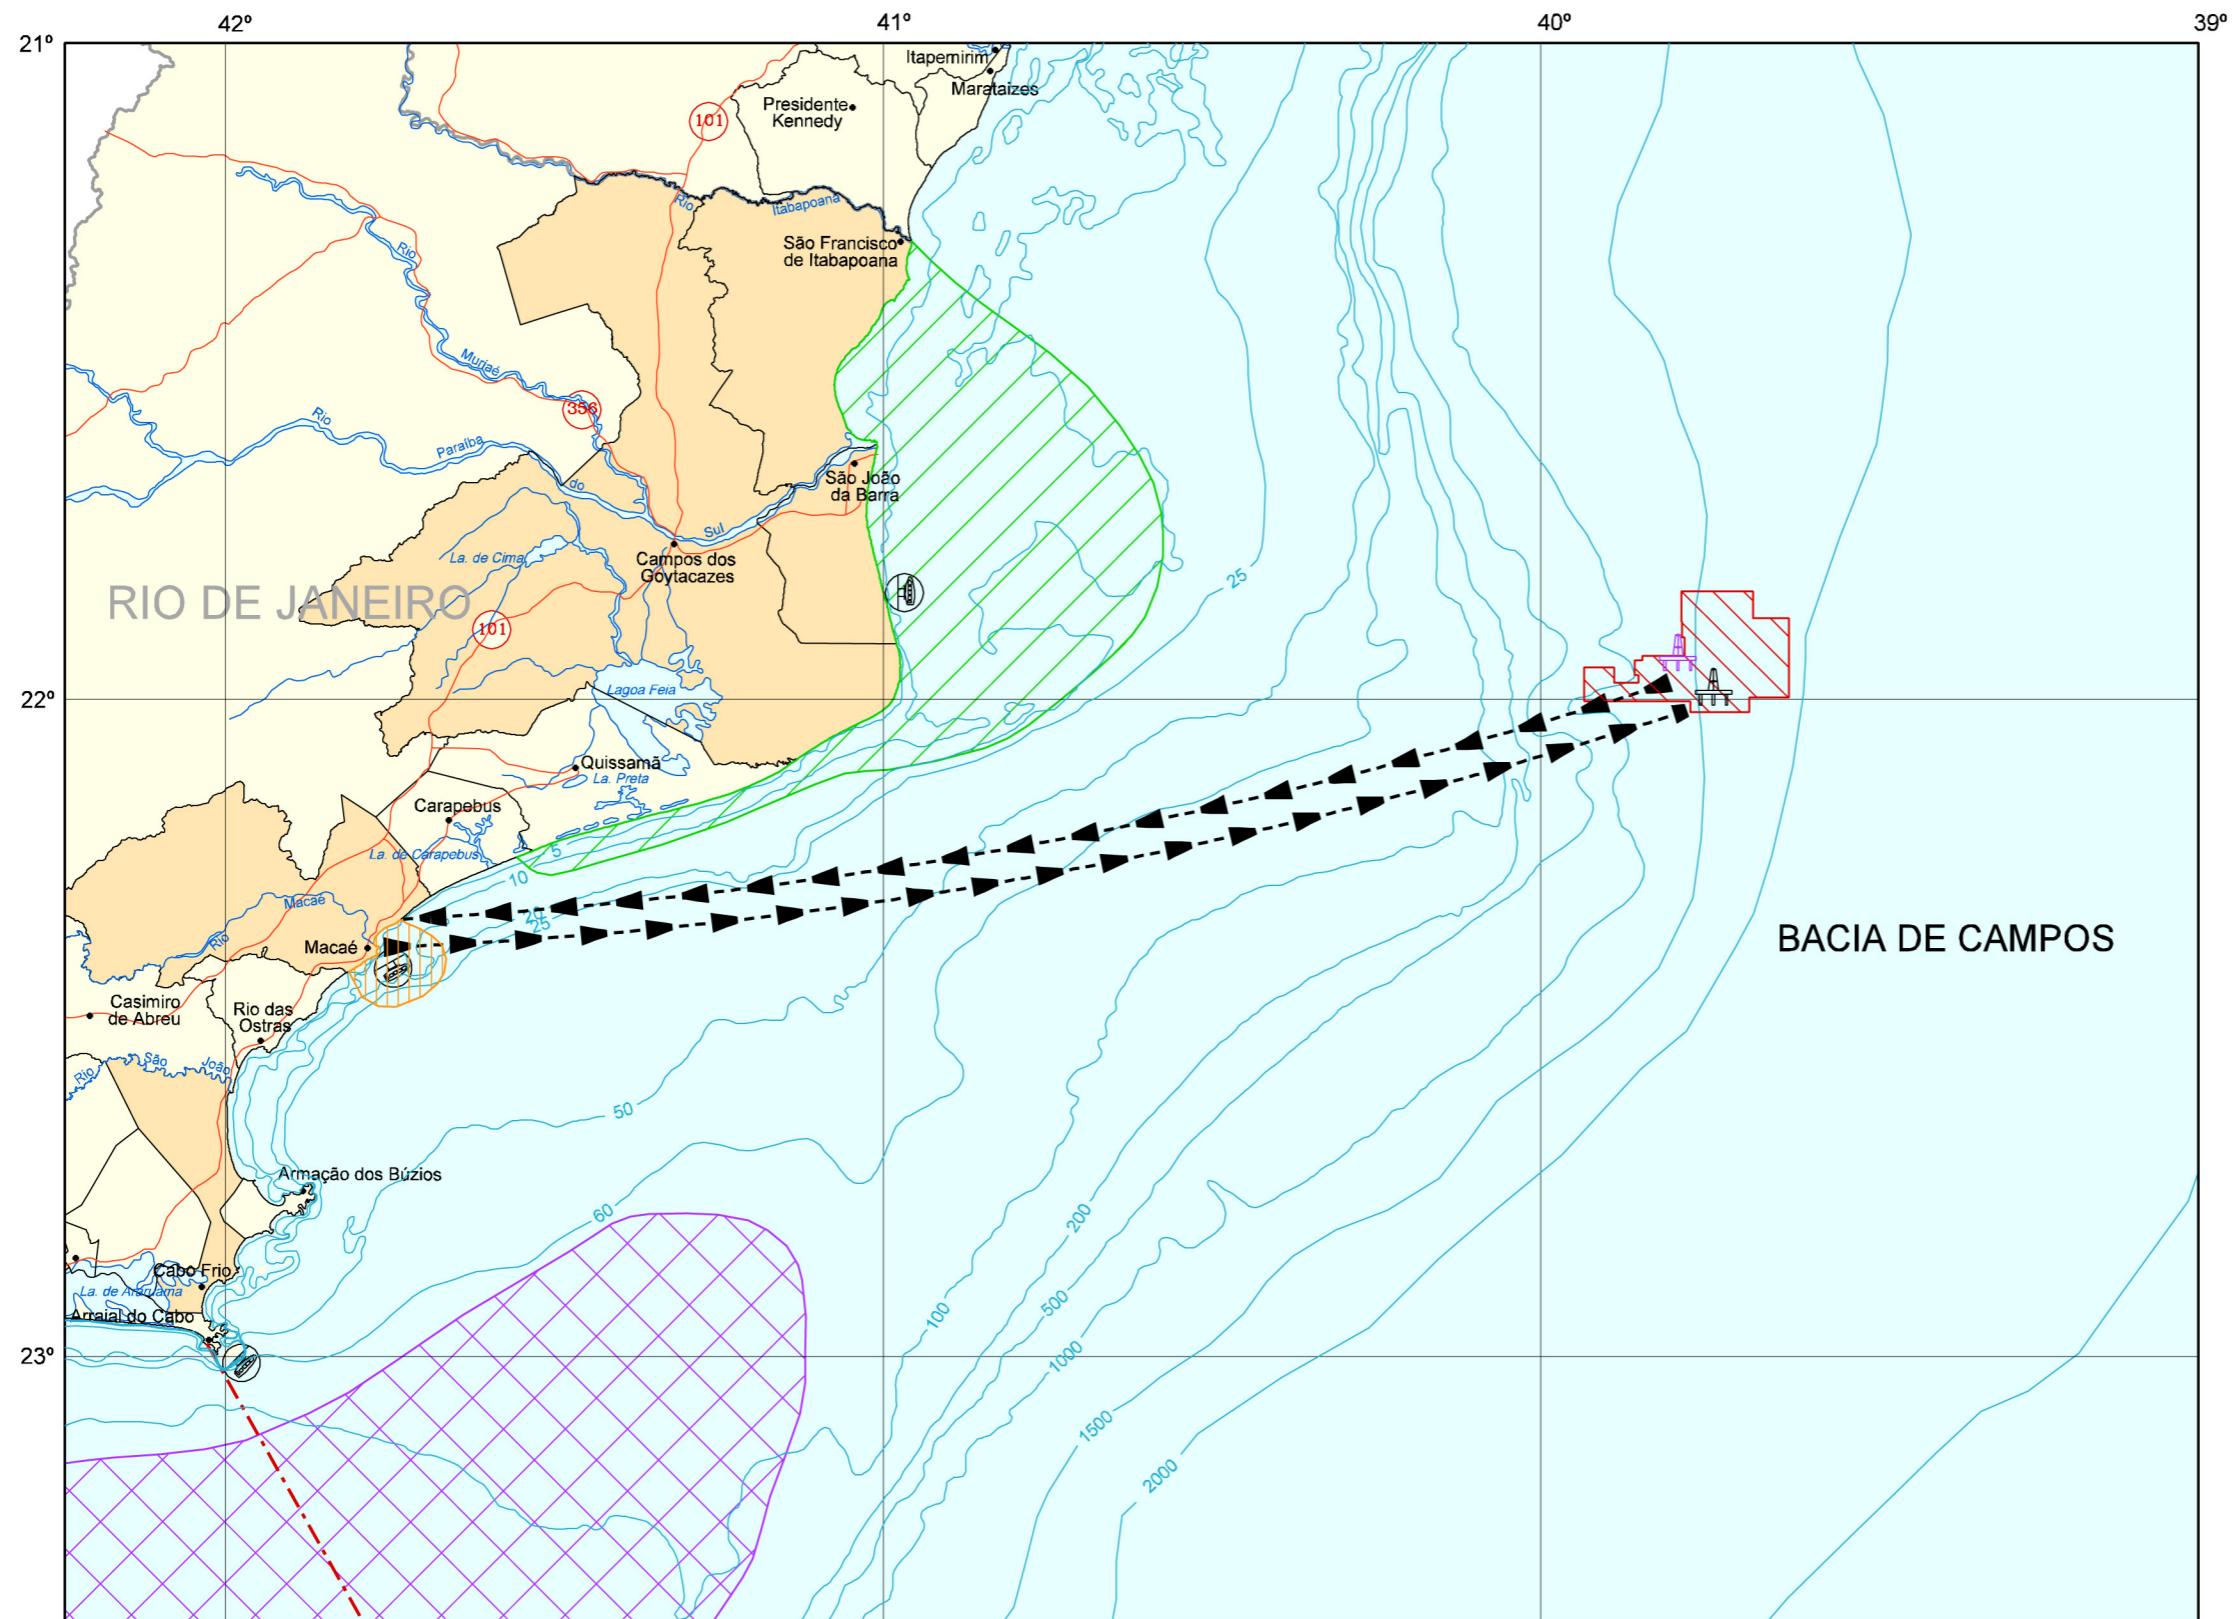 42º
41º
40º
39º
21º
Itapemirim
Marataizes
Presidente
Kennedy
101
Rio
Itabapoana
São Francisco
de Itabapoana
Rio
Muriaé
356
Rio
Paraíba
do
Sul
São João
da Barra
La. de Cima
Campos dos
Goytacazes
RIO DE JANEIRO
101
25
Lagoa Feia
22º
Quissamã
La. Preta
Carapebus
La. de Carapebus
5
10
20
25
Macaé
Rio
Macaé
BACIA DE CAMPOS
Casimiro
de Abreu
Rio das
Ostras
Rio
São
João
50
Armação dos Búzios
60
200
Cabo Frio
La. de Araruama
Arraial do Cabo
500
100
1000
23º
1500
2000